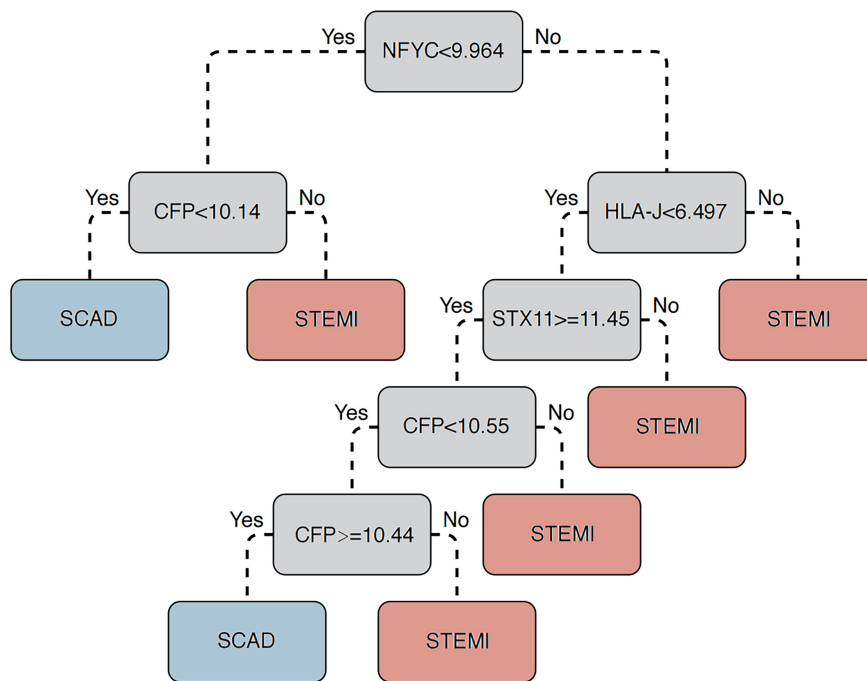 Yes
NFYC<9.964
No
Yes
CFP<10.14
No
Yes
HLA-J<6.497
No
SCAD
STEMI
Yes
STX11>=11.45
No
STEMI
Yes
CFP<10.55
No
STEMI
Yes
CFP>=10.44
No
STEMI
SCAD
STEMI